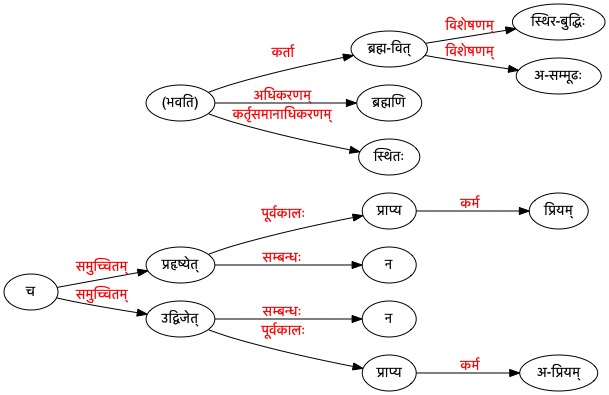 विशेषणम्
स्थिर-बुद्धिः
कर्ता
ब्रह्म-वित्
विशेषणम्
अ-सम्मूढः
(भवति)
अधिकरणम्
ब्रह्मणि
कर्तृसमानाधिकरणम्
स्थितः
पूर्वकालः
प्राप्य
कर्म
प्रियम्
समुच्चितम्
प्रहृष्येत्
सम्बन्धः
न
च
समुच्चितम्
उद्विजेत्
सम्बन्धः
न
पूर्वकालः
प्राप्य
कर्म
अ-प्रियम्